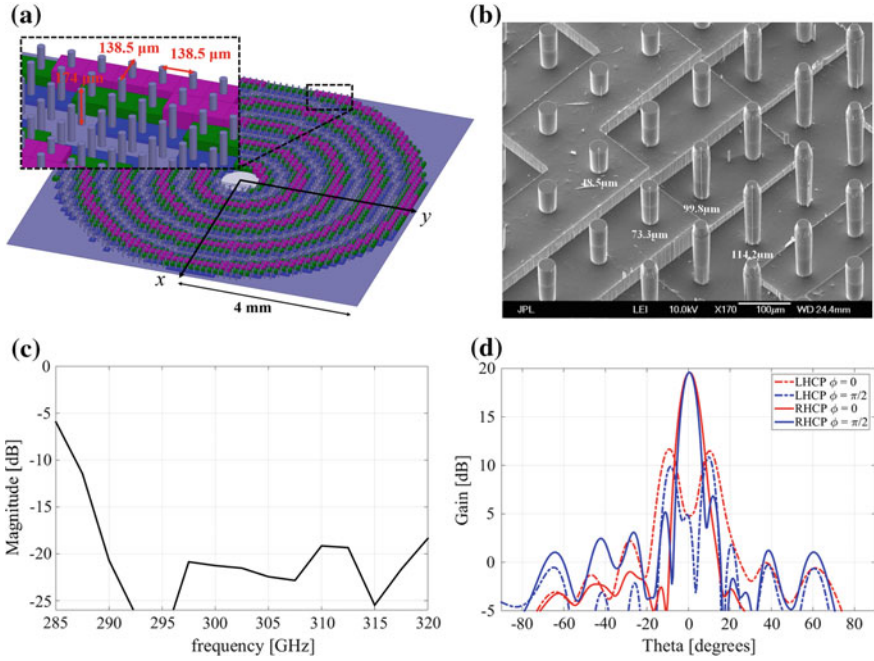 (a)
138.5 µm
138.5 µm
174 µm
y
x
4 mm
(b)
48.5µm
99.8µm
73.3µm
114.2µm
JPL LEI 10.0kV X170 100µm WD 24.4mm
(c)
0
-5
-10
-15
-20
-25
Magnitude [dB]
285 290 295 300 305 310 315 320
frequency [GHz]
(d)
20
15
10
5
0
-5
Gain [dB]
LHCP ϕ = 0
LHCP ϕ = π/2
RHCP ϕ = 0
RHCP ϕ = π/2
-80 -60 -40 -20 0 20 40 60 80
Theta [degrees]